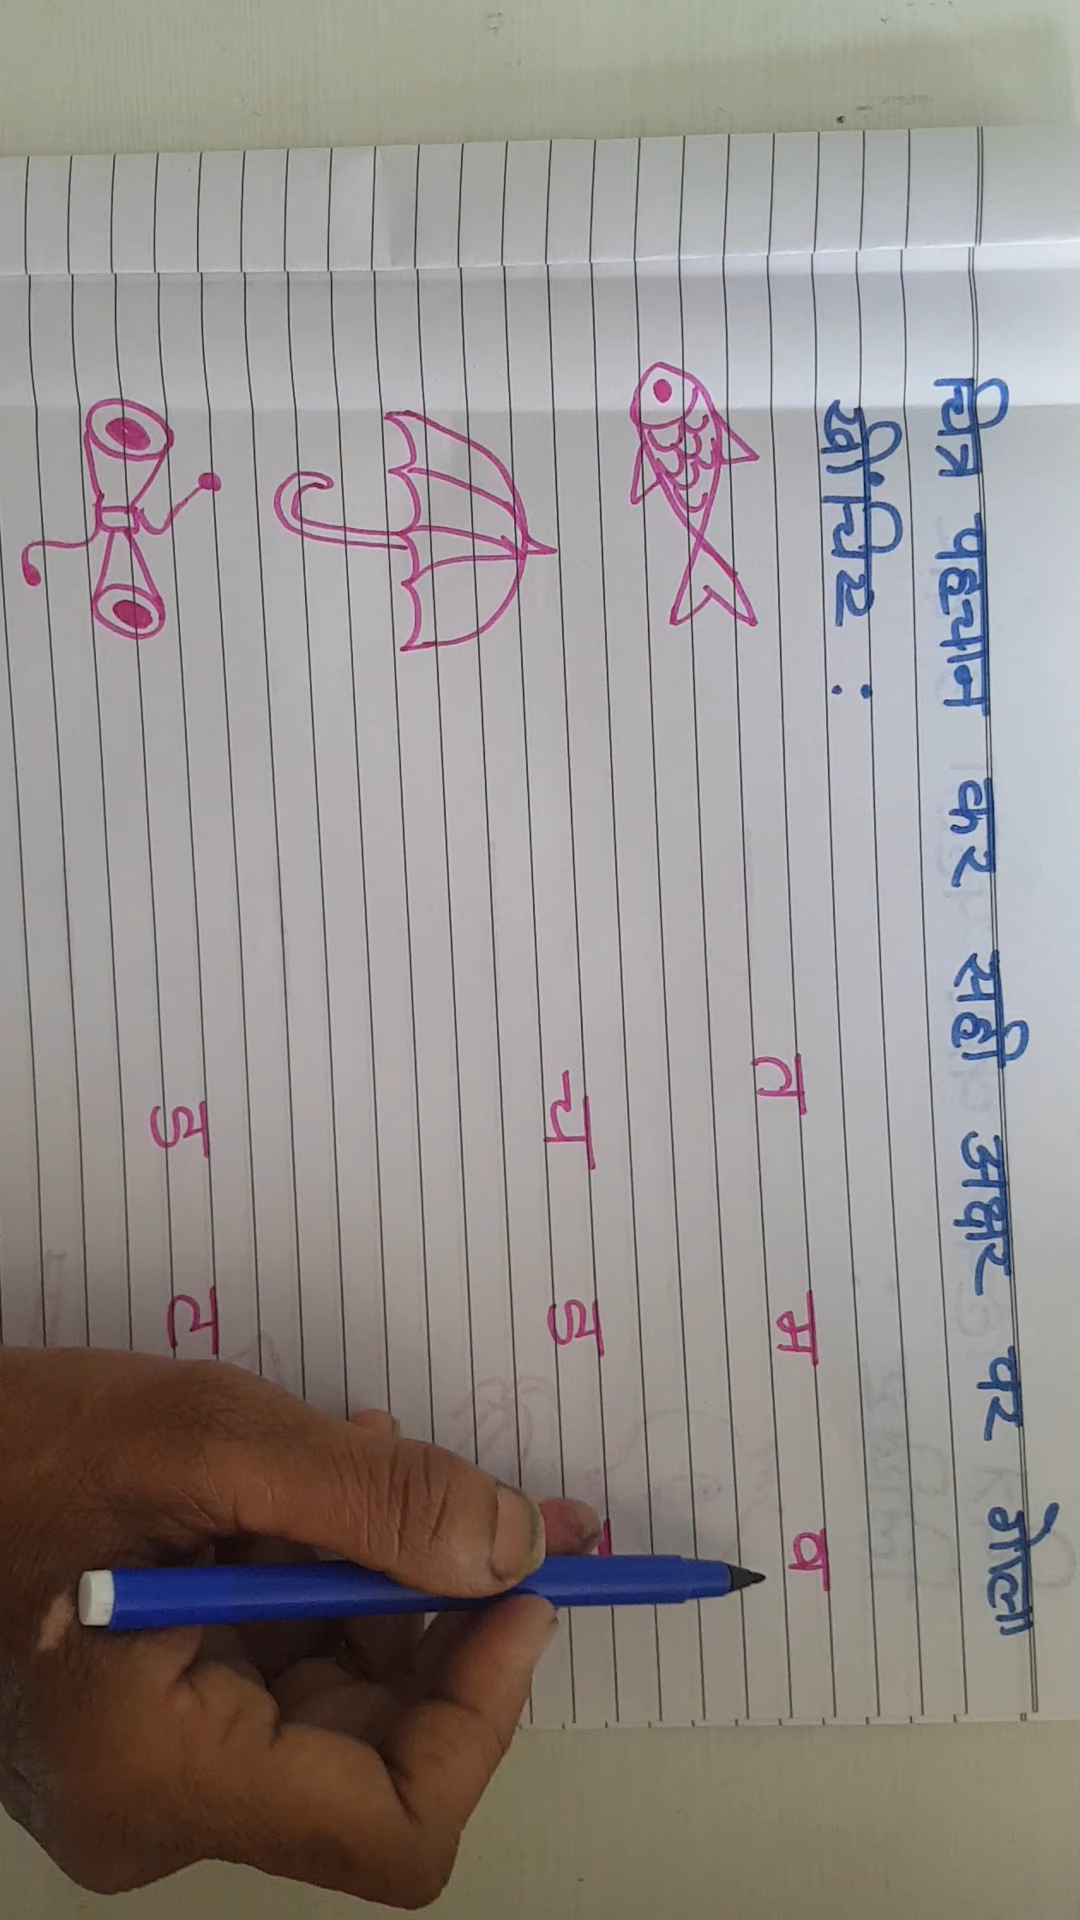 चित्र पहचान कर सही अक्षर पर गोला
खींचिए :
त म व
च ड
ड ट